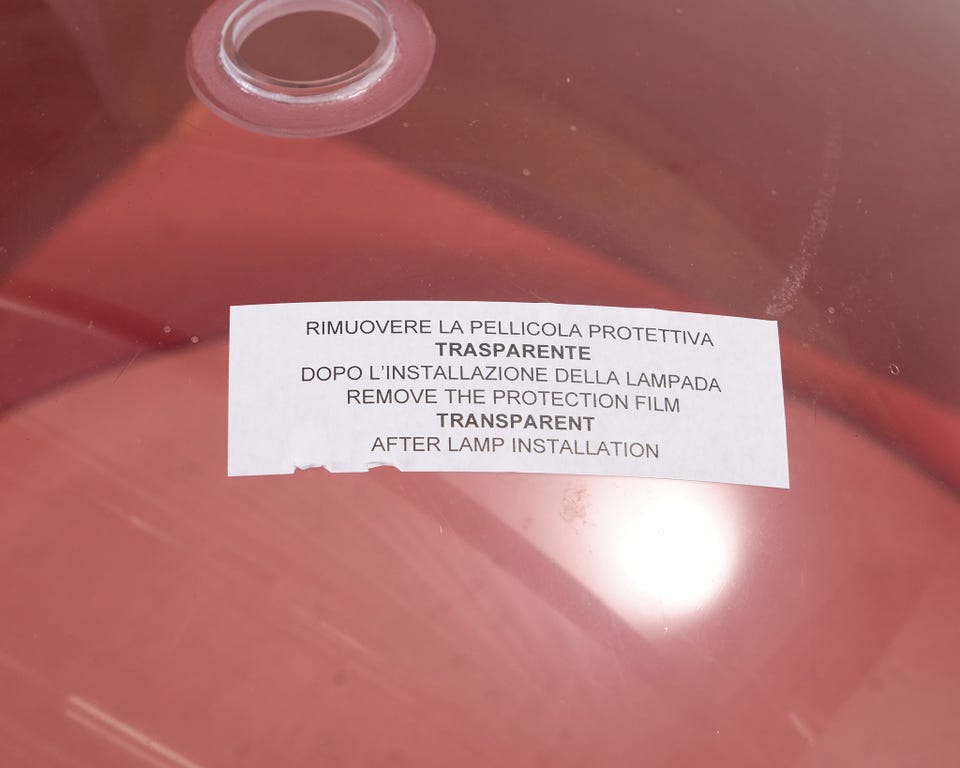 RIMUOVERE LA PELLICOLA PROTETTIVA
TRASPARENTE
DOPO L'INSTALLAZIONE DELLA LAMPADA
REMOVE THE PROTECTION FILM
TRANSPARENT
AFTER LAMP INSTALLATION